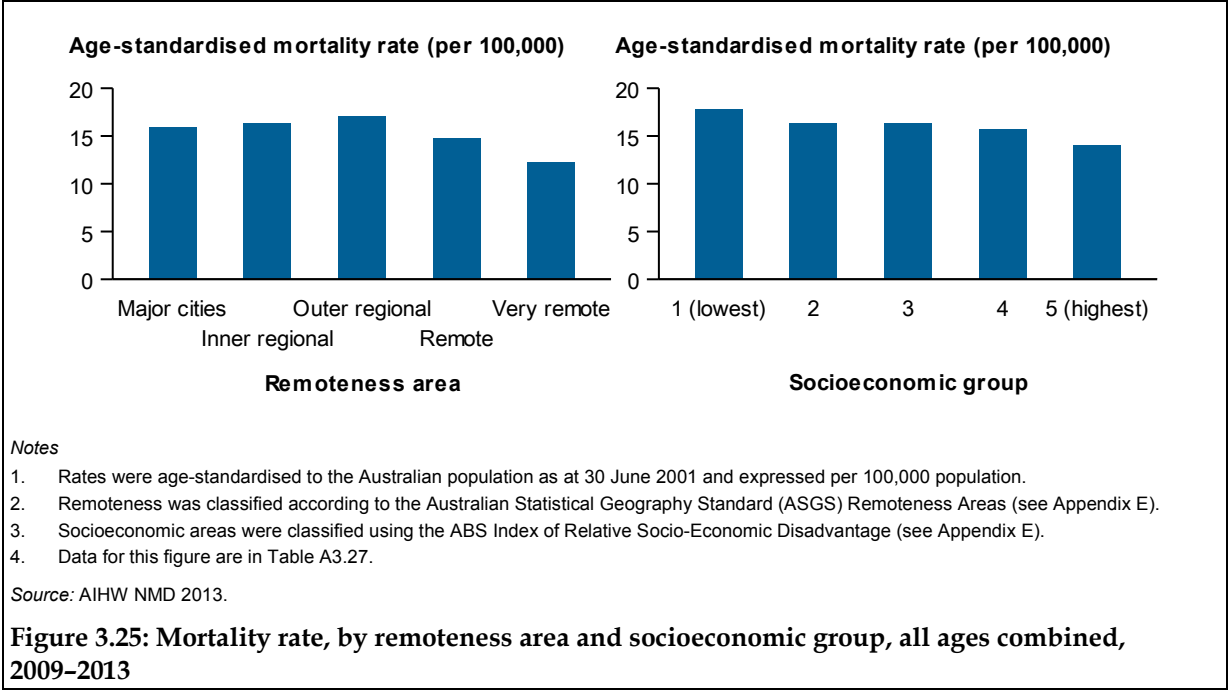 Age-standardised mortality rate (per 100,000)
20
15
10
5
0
Major cities
Inner regional
Outer regional
Remote
Very remote
Remoteness area
Age-standardised mortality rate (per 100,000)
20
15
10
5
0
1 (lowest)
2
3
4
5 (highest)
Socioeconomic group
Notes
1. Rates were age-standardised to the Australian population as at 30 June 2001 and expressed per 100,000 population.
2. Remoteness was classified according to the Australian Statistical Geography Standard (ASGS) Remoteness Areas (see Appendix E).
3. Socioeconomic areas were classified using the ABS Index of Relative Socio-Economic Disadvantage (see Appendix E).
4. Data for this figure are in Table A3.27.
Source: AIHW NMD 2013.
Figure 3.25: Mortality rate, by remoteness area and socioeconomic group, all ages combined,
2009–2013